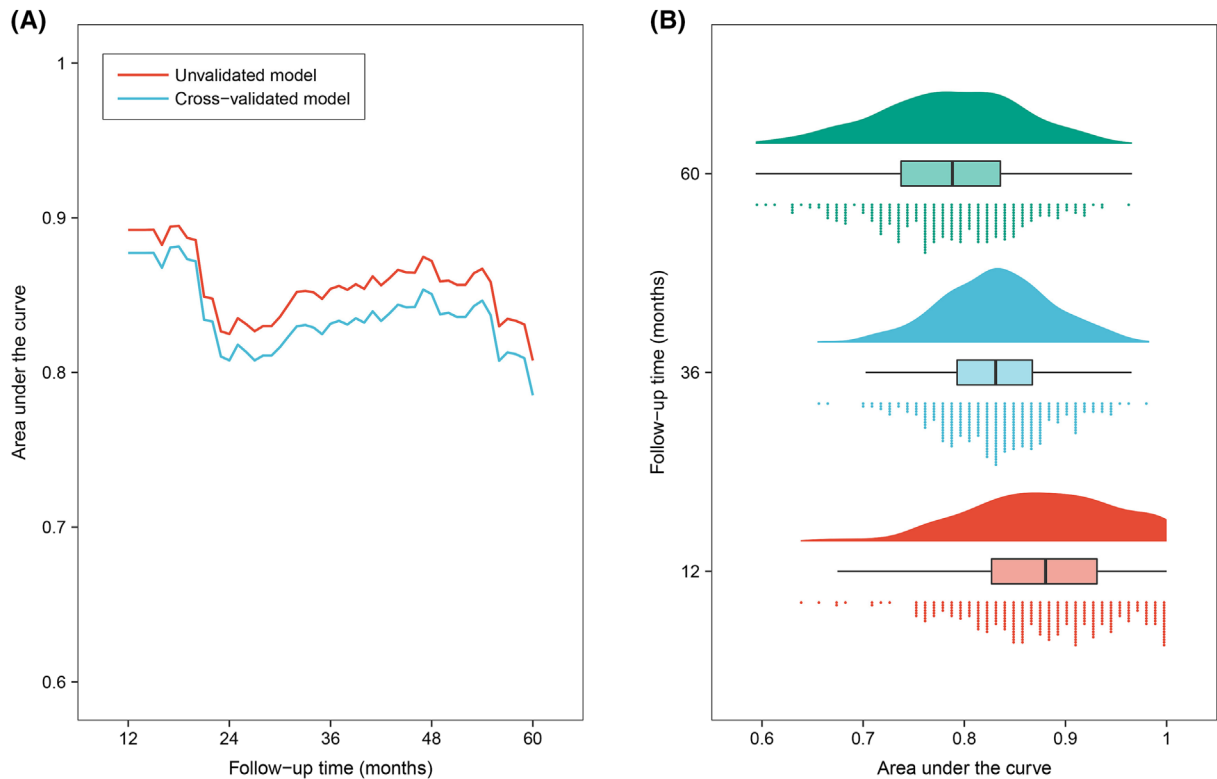 (A)
Area under the curve
1
0.9
0.8
0.7
0.6
Unvalidated model
Cross−validated model
12 24 36 48 60
Follow−up time (months)
(B)
Follow−up time (months)
60
36
12
0.6 0.7 0.8 0.9 1
Area under the curve